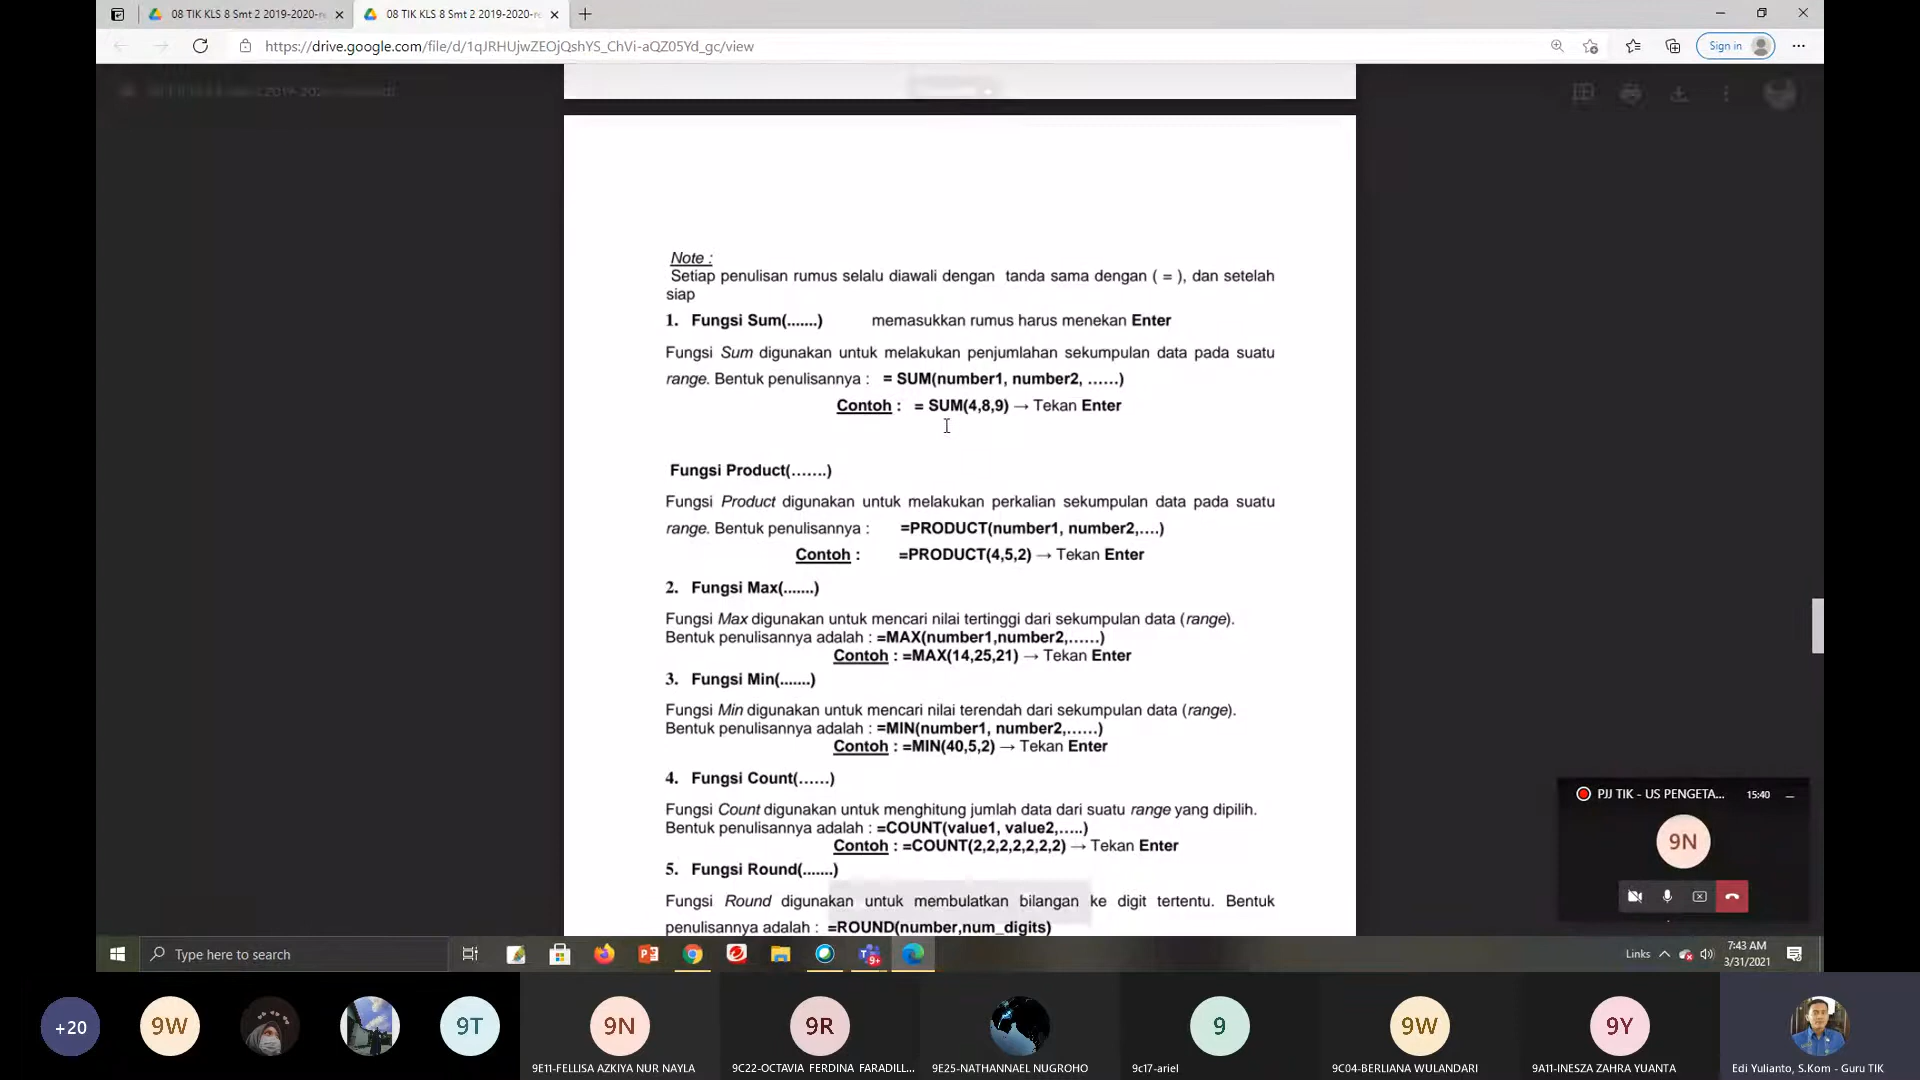 08 TIK KLS 8 Smt 2 2019-2020-re
08 TIK KLS 8 Smt 2 2019-2020-re
https://drive.google.com/file/d/1qJRHUjwZEOjQshYS_ChVi-aQZ05Yd_gc/view
Sign in
Note :
Setiap penulisan rumus selalu diawali dengan tanda sama dengan ( = ), dan setelah
siap
1. Fungsi Sum(.......) memasukkan rumus harus menekan Enter
Fungsi Sum digunakan untuk melakukan penjumlahan sekumpulan data pada suatu
range. Bentuk penulisannya : = SUM(number1, number2, ……)
Contoh : = SUM(4,8,9) → Tekan Enter
Fungsi Product(…….)
Fungsi Product digunakan untuk melakukan perkalian sekumpulan data pada suatu
range. Bentuk penulisannya : =PRODUCT(number1, number2,….)
Contoh : =PRODUCT(4,5,2) → Tekan Enter
2. Fungsi Max(.......)
Fungsi Max digunakan untuk mencari nilai tertinggi dari sekumpulan data (range).
Bentuk penulisannya adalah : =MAX(number1,number2,……)
Contoh : =MAX(14,25,21) → Tekan Enter
3. Fungsi Min(.......)
Fungsi Min digunakan untuk mencari nilai terendah dari sekumpulan data (range).
Bentuk penulisannya adalah : =MIN(number1, number2,……)
Contoh : =MIN(40,5,2) → Tekan Enter
4. Fungsi Count(……)
Fungsi Count digunakan untuk menghitung jumlah data dari suatu range yang dipilih.
Bentuk penulisannya adalah : =COUNT(value1, value2,…..)
Contoh : =COUNT(2,2,2,2,2,2,2) → Tekan Enter
5. Fungsi Round(.......)
Fungsi Round digunakan untuk membulatkan bilangan ke digit tertentu. Bentuk
penulisannya adalah : =ROUND(number,num_digits)
PJJ TIK - US PENGETA... 15:40
9N
Type here to search
9+
Links
7:43 AM
3/31/2021
+20
9W
9T
9N
9R
9
9W
9Y
9E11-FELLISA AZKIYA NUR NAYLA
9C22-OCTAVIA FERDINA FARADILL...
9E25-NATHANNAEL NUGROHO
9c17-ariel
9C04-BERLIANA WULANDARI
9A11-INESZA ZAHRA YUANTA
Edi Yulianto, S.Kom - Guru TIK